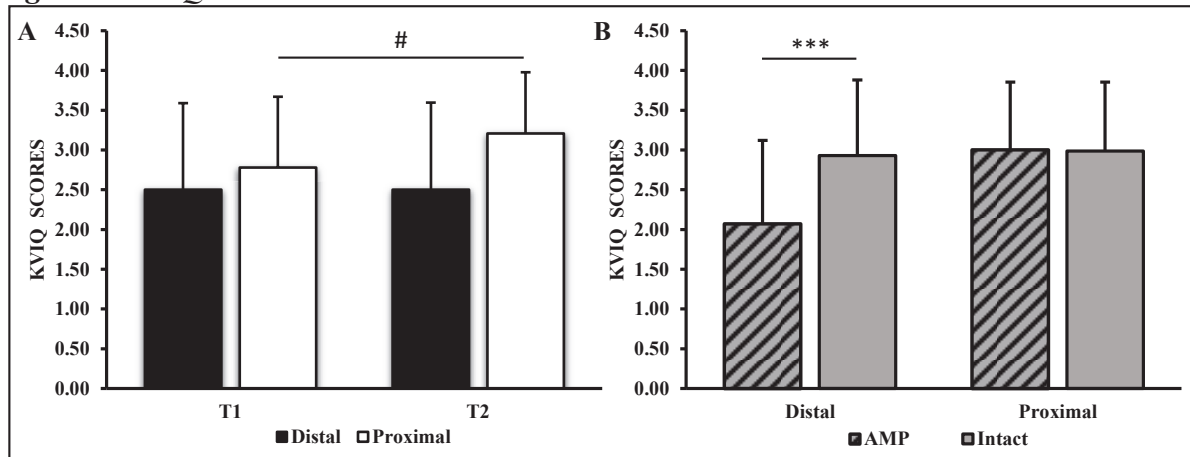 A
#
4.50
4.00
3.50
3.00
2.50
2.00
1.50
1.00
0.50
0.00
KVIQ SCORES
T1
T2
Distal
Proximal
B
***
4.50
4.00
3.50
3.00
2.50
2.00
1.50
1.00
0.50
0.00
KVIQ SCORES
Distal
Proximal
AMP
Intact